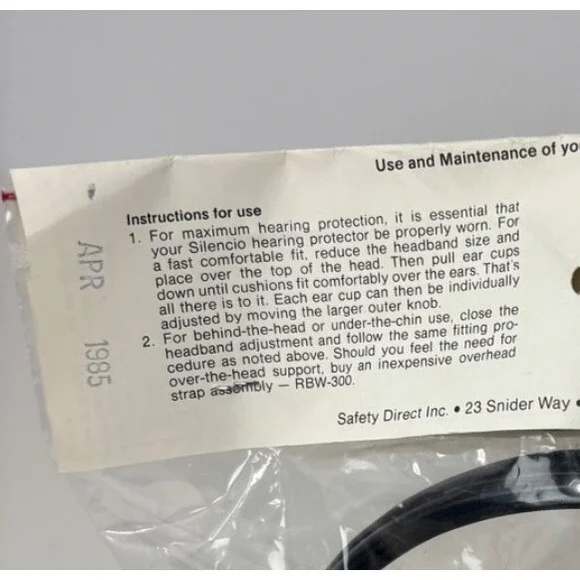 Use and Maintenance of yo
Instructions for use
1. For maximum hearing protection, it is essential that
your Silencio hearing protector be properly worn. For
a fast comfortable fit, reduce the headband size and
place over the top of the head. Then pull ear cups
down until cushions fit comfortably over the ears. That's
all there is to it. Each ear cup can then be individually
adjusted by moving the larger outer knob.
2. For behind-the-head or under-the-chin use, close the
headband adjustment and follow the same fitting pro-
cedure as noted above. Should you feel the need for
over-the-head support, buy an inexpensive overhead
strap assembly — RBW-300.
Safety Direct Inc. • 23 Snider Way •
APR 1985